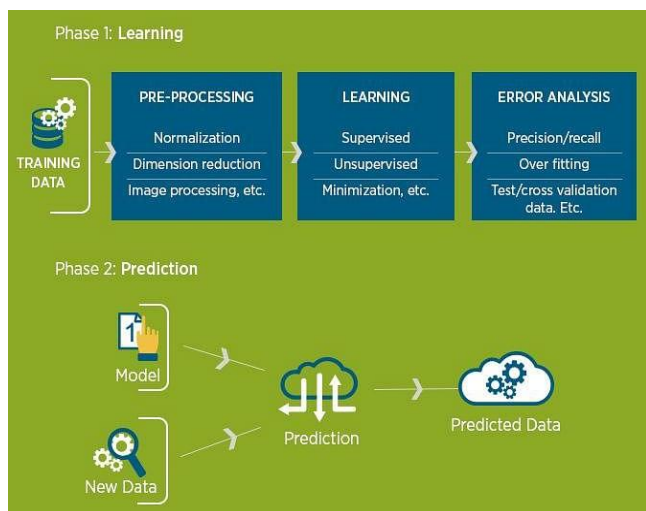 Phase 1: Learning
TRAINING
DATA
PRE-PROCESSING
Normalization
Dimension reduction
Image processing, etc.
LEARNING
Supervised
Unsupervised
Minimization, etc.
ERROR ANALYSIS
Precision/recall
Over fitting
Test/cross validation
data. Etc.
Phase 2: Prediction
1
Model
New Data
Prediction
Predicted Data